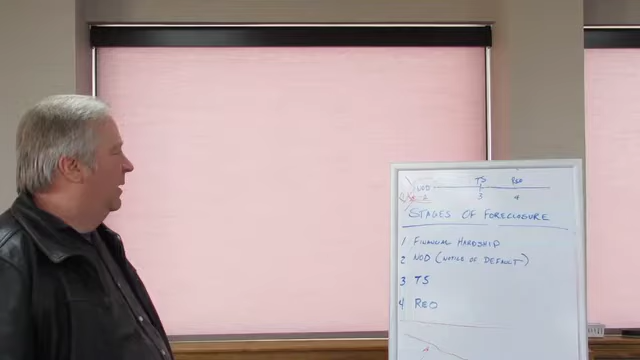 NOD TS REO
2 3 4
STAGES OF FORECLOSURE
1 FINANCIAL HARDSHIP
2 NOD (NOTICE OF DEFAULT)
3 TS
4 REO